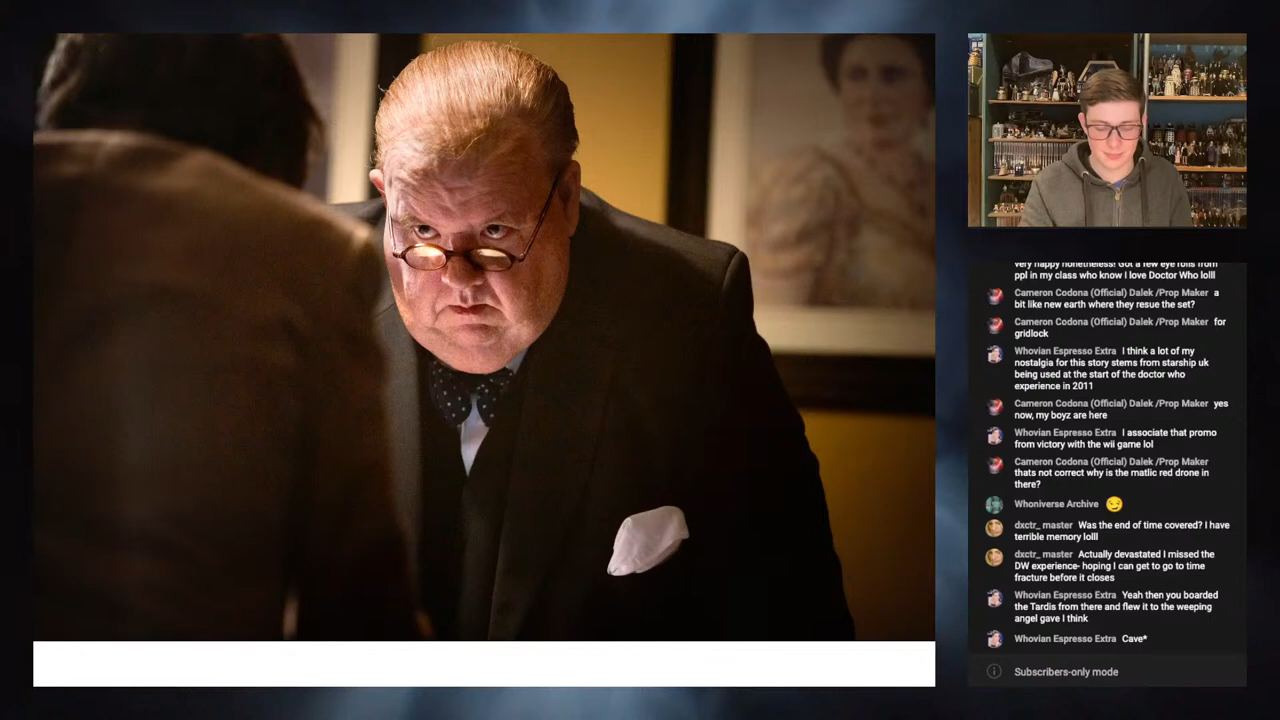 very happy nonetheless! Got a few eye rolls from
ppl in my class who know I love Doctor Who lolll
Cameron Codona (Official) Dalek /Prop Maker a
bit like new earth where they resue the set?
Cameron Codona (Official) Dalek /Prop Maker for
gridlock
Whovian Espresso Extra I think a lot of my
nostalgia for this story stems from starship uk
being used at the start of the doctor who
experience in 2011
Cameron Codona (Official) Dalek /Prop Maker yes
now, my boyz are here
Whovian Espresso Extra I associate that promo
from victory with the wii game lol
Cameron Codona (Official) Dalek /Prop Maker
thats not correct why is the matlic red drone in
there?
Whoniverse Archive 😏
dxctr_ master Was the end of time covered? I have
terrible memory lolll
dxctr_ master Actually devastated I missed the
DW experience- hoping I can get to go to time
fracture before it closes
Whovian Espresso Extra Yeah then you boarded
the Tardis from there and flew it to the weeping
angel gave I think
Whovian Espresso Extra Cave*
Subscribers-only mode